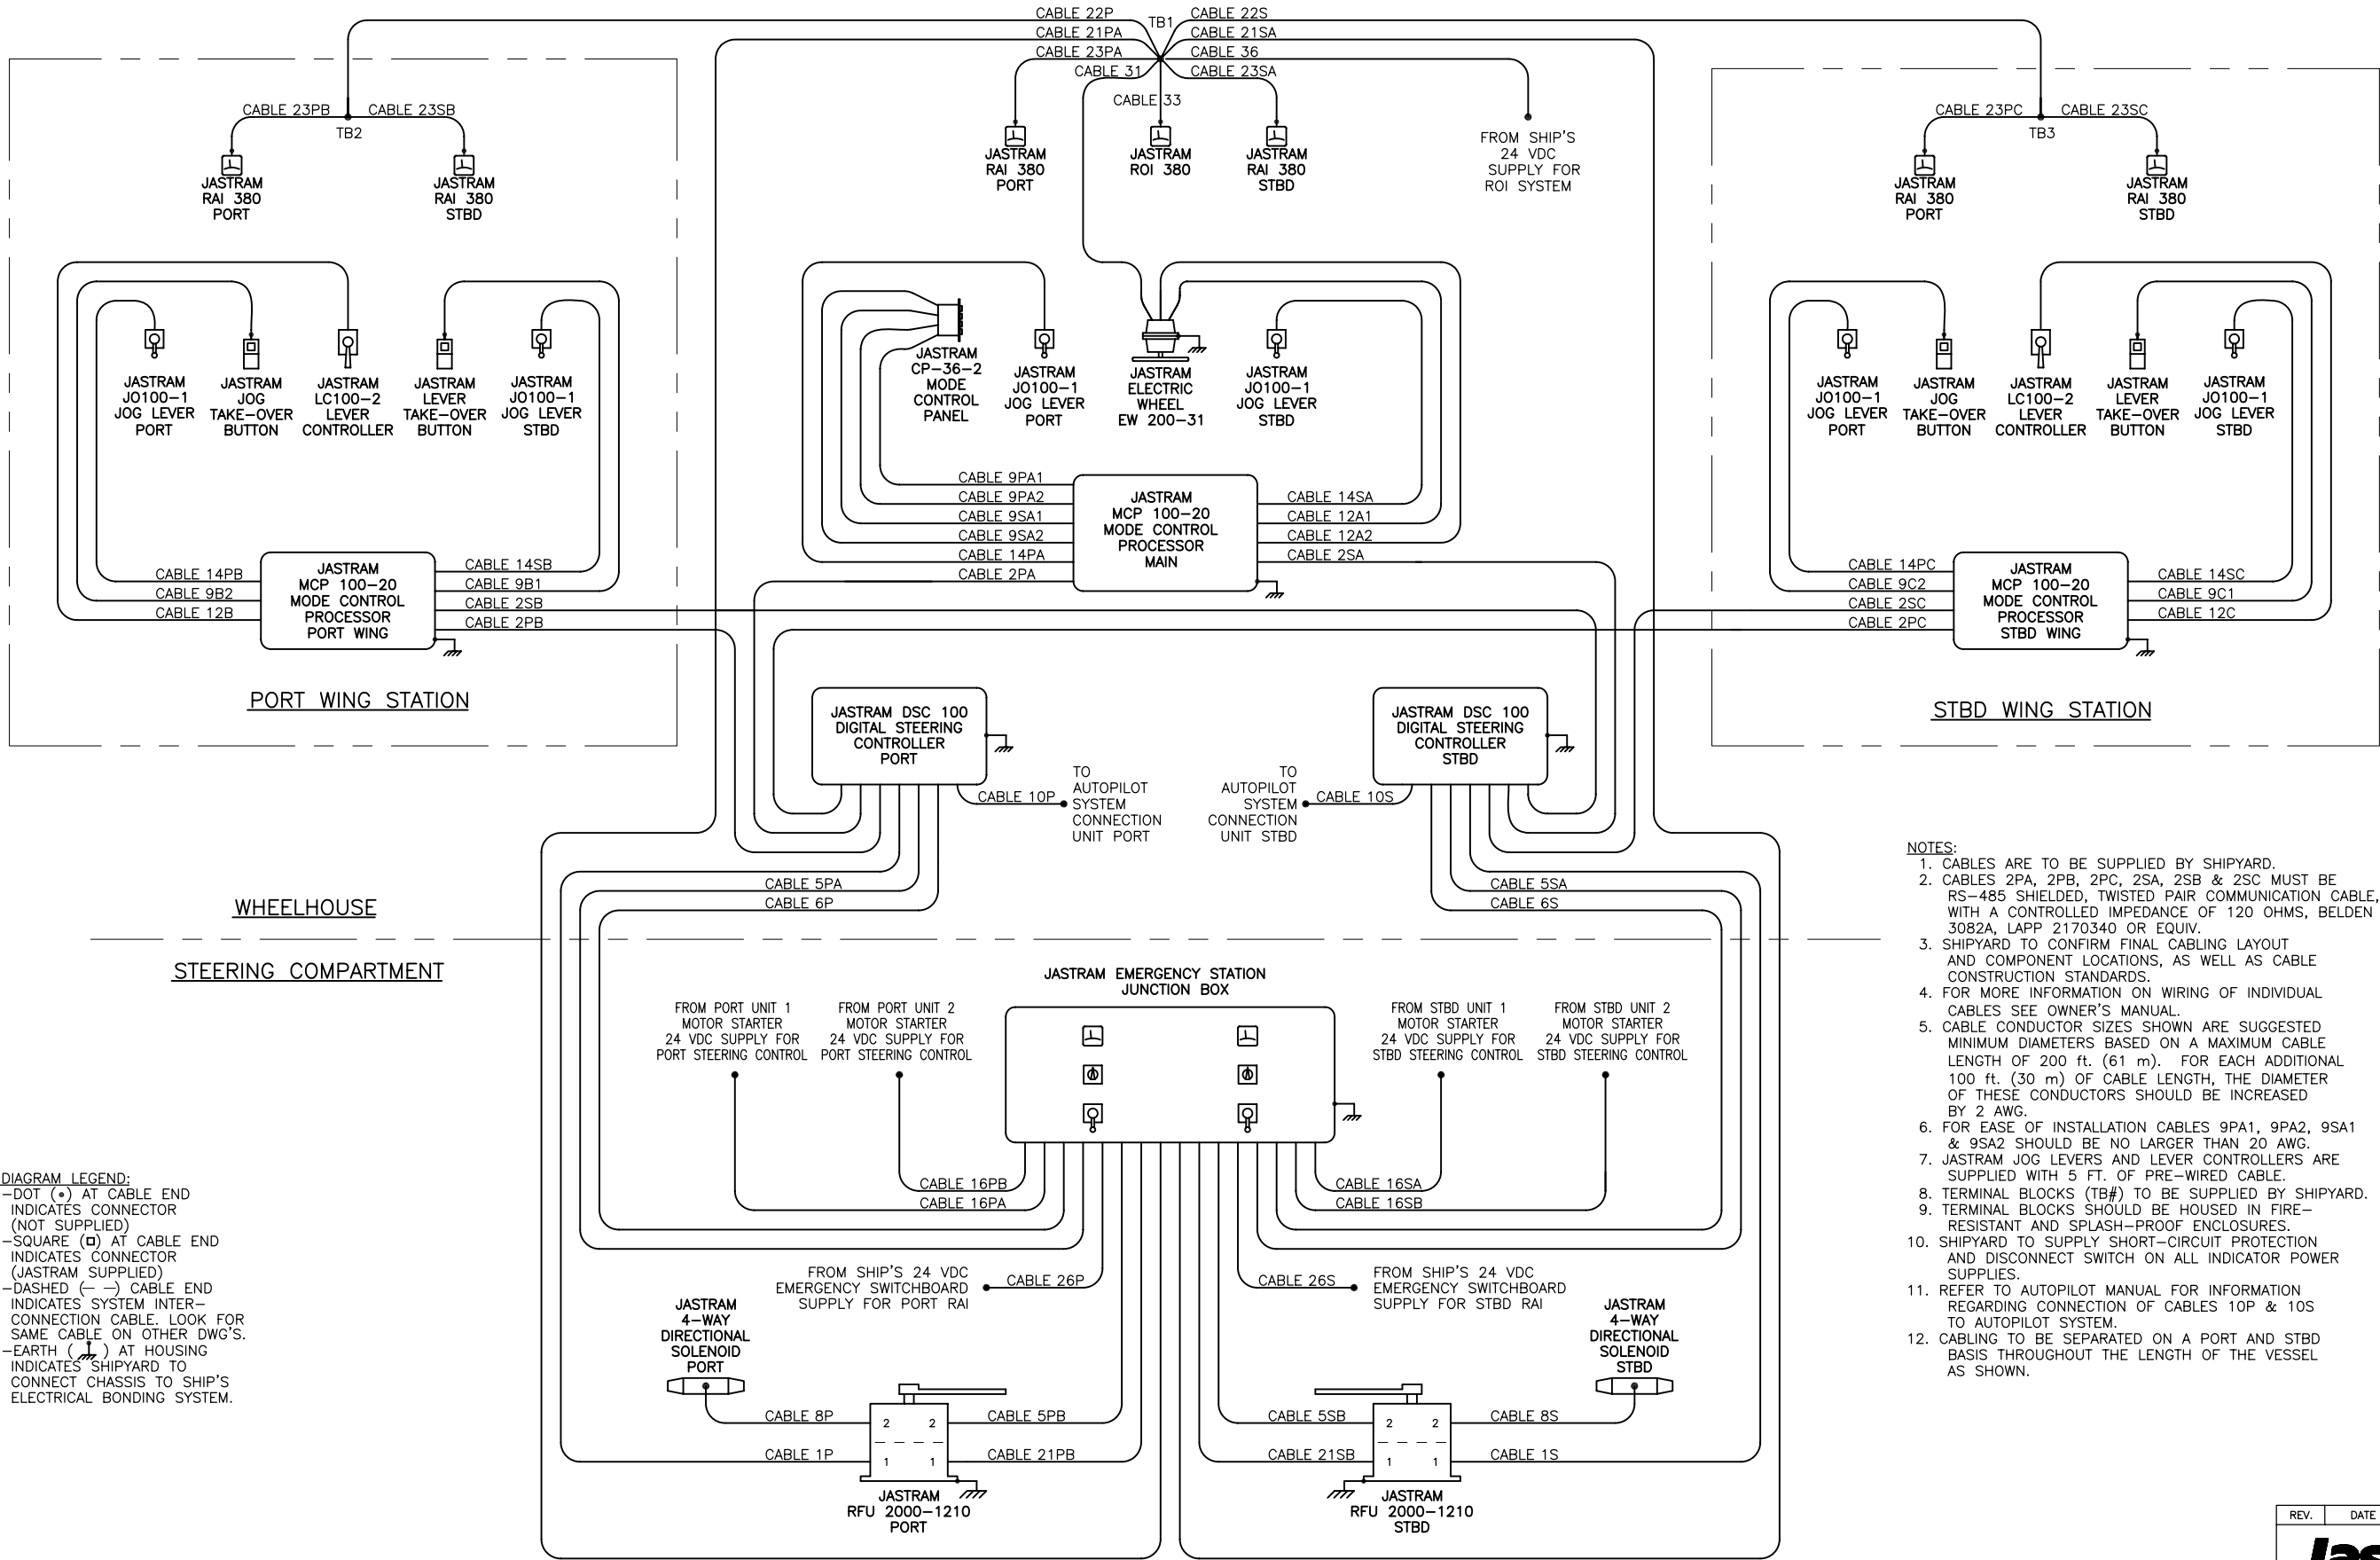 CABLE 22P
TB1
CABLE 22S
CABLE 21PA
CABLE 21SA
CABLE 23PA
CABLE 36
CABLE 31
CABLE 23SA
CABLE 33
CABLE 23PB
CABLE 23SB
TB2
JASTRAM
RAI 380
PORT
JASTRAM
RAI 380
STBD
JASTRAM
RAI 380
PORT
JASTRAM
ROI 380
JASTRAM
RAI 380
STBD
FROM SHIP'S
24 VDC
SUPPLY FOR
ROI SYSTEM
CABLE 23PC
CABLE 23SC
TB3
JASTRAM
RAI 380
PORT
JASTRAM
RAI 380
STBD
JASTRAM
JO100-1
JOG LEVER
PORT
JASTRAM
JOG
TAKE-OVER
BUTTON
JASTRAM
LC100-2
LEVER
CONTROLLER
JASTRAM
LEVER
TAKE-OVER
BUTTON
JASTRAM
JO100-1
JOG LEVER
STBD
JASTRAM
CP-36-2
MODE
CONTROL
PANEL
JASTRAM
JO100-1
JOG LEVER
PORT
JASTRAM
ELECTRIC
WHEEL
EW 200-31
JASTRAM
JO100-1
JOG LEVER
STBD
JASTRAM
JO100-1
JOG LEVER
PORT
JASTRAM
JOG
TAKE-OVER
BUTTON
JASTRAM
LC100-2
LEVER
CONTROLLER
JASTRAM
LEVER
TAKE-OVER
BUTTON
JASTRAM
JO100-1
JOG LEVER
STBD
CABLE 14PB
CABLE 9B2
CABLE 12B
JASTRAM
MCP 100-20
MODE CONTROL
PROCESSOR
PORT WING
CABLE 14SB
CABLE 9B1
CABLE 2SB
CABLE 2PB
PORT WING STATION
CABLE 9PA1
CABLE 9PA2
CABLE 9SA1
CABLE 9SA2
CABLE 14PA
CABLE 2PA
JASTRAM
MCP 100-20
MODE CONTROL
PROCESSOR
MAIN
CABLE 14SA
CABLE 12A1
CABLE 12A2
CABLE 2SA
CABLE 14PC
CABLE 9C2
CABLE 2SC
CABLE 2PC
JASTRAM
MCP 100-20
MODE CONTROL
PROCESSOR
STBD WING
CABLE 14SC
CABLE 9C1
CABLE 12C
STBD WING STATION
JASTRAM DSC 100
DIGITAL STEERING
CONTROLLER
PORT
JASTRAM DSC 100
DIGITAL STEERING
CONTROLLER
STBD
CABLE 10P
TO
AUTOPILOT
SYSTEM
CONNECTION
UNIT PORT
TO
AUTOPILOT
SYSTEM
CONNECTION
UNIT STBD
CABLE 10S
CABLE 5PA
CABLE 6P
CABLE 5SA
CABLE 6S
WHEELHOUSE
STEERING COMPARTMENT
JASTRAM EMERGENCY STATION
JUNCTION BOX
FROM PORT UNIT 1
MOTOR STARTER
24 VDC SUPPLY FOR
PORT STEERING CONTROL
FROM PORT UNIT 2
MOTOR STARTER
24 VDC SUPPLY FOR
PORT STEERING CONTROL
FROM STBD UNIT 1
MOTOR STARTER
24 VDC SUPPLY FOR
STBD STEERING CONTROL
FROM STBD UNIT 2
MOTOR STARTER
24 VDC SUPPLY FOR
STBD STEERING CONTROL
CABLE 16PB
CABLE 16PA
CABLE 16SA
CABLE 16SB
FROM SHIP'S 24 VDC
EMERGENCY SWITCHBOARD
SUPPLY FOR PORT RAI
CABLE 26P
CABLE 26S
FROM SHIP'S 24 VDC
EMERGENCY SWITCHBOARD
SUPPLY FOR STBD RAI
JASTRAM
4-WAY
DIRECTIONAL
SOLENOID
PORT
JASTRAM
4-WAY
DIRECTIONAL
SOLENOID
STBD
CABLE 8P
2 2
CABLE 5PB
CABLE 1P
1 1
CABLE 21PB
JASTRAM
RFU 2000-1210
PORT
CABLE 5SB
2 2
CABLE 8S
CABLE 21SB
1 1
CABLE 1S
JASTRAM
RFU 2000-1210
STBD
DIAGRAM LEGEND:
-DOT (•) AT CABLE END
INDICATES CONNECTOR
(NOT SUPPLIED)
-SQUARE (□) AT CABLE END
INDICATES CONNECTOR
(JASTRAM SUPPLIED)
-DASHED (— —) CABLE END
INDICATES SYSTEM INTER-
CONNECTION CABLE. LOOK FOR
SAME CABLE ON OTHER DWG'S.
-EARTH ( ) AT HOUSING
INDICATES SHIPYARD TO
CONNECT CHASSIS TO SHIP'S
ELECTRICAL BONDING SYSTEM.
NOTES:
1. CABLES ARE TO BE SUPPLIED BY SHIPYARD.
2. CABLES 2PA, 2PB, 2PC, 2SA, 2SB & 2SC MUST BE
RS-485 SHIELDED, TWISTED PAIR COMMUNICATION CABLE,
WITH A CONTROLLED IMPEDANCE OF 120 OHMS, BELDEN
3082A, LAPP 2170340 OR EQUIV.
3. SHIPYARD TO CONFIRM FINAL CABLING LAYOUT
AND COMPONENT LOCATIONS, AS WELL AS CABLE
CONSTRUCTION STANDARDS.
4. FOR MORE INFORMATION ON WIRING OF INDIVIDUAL
CABLES SEE OWNER'S MANUAL.
5. CABLE CONDUCTOR SIZES SHOWN ARE SUGGESTED
MINIMUM DIAMETERS BASED ON A MAXIMUM CABLE
LENGTH OF 200 ft. (61 m). FOR EACH ADDITIONAL
100 ft. (30 m) OF CABLE LENGTH, THE DIAMETER
OF THESE CONDUCTORS SHOULD BE INCREASED
BY 2 AWG.
6. FOR EASE OF INSTALLATION CABLES 9PA1, 9PA2, 9SA1
& 9SA2 SHOULD BE NO LARGER THAN 20 AWG.
7. JASTRAM JOG LEVERS AND LEVER CONTROLLERS ARE
SUPPLIED WITH 5 FT. OF PRE-WIRED CABLE.
8. TERMINAL BLOCKS (TB#) TO BE SUPPLIED BY SHIPYARD.
9. TERMINAL BLOCKS SHOULD BE HOUSED IN FIRE-
RESISTANT AND SPLASH-PROOF ENCLOSURES.
10. SHIPYARD TO SUPPLY SHORT-CIRCUIT PROTECTION
AND DISCONNECT SWITCH ON ALL INDICATOR POWER
SUPPLIES.
11. REFER TO AUTOPILOT MANUAL FOR INFORMATION
REGARDING CONNECTION OF CABLES 10P & 10S
TO AUTOPILOT SYSTEM.
12. CABLING TO BE SEPARATED ON A PORT AND STBD
BASIS THROUGHOUT THE LENGTH OF THE VESSEL
AS SHOWN.
REV. DATE